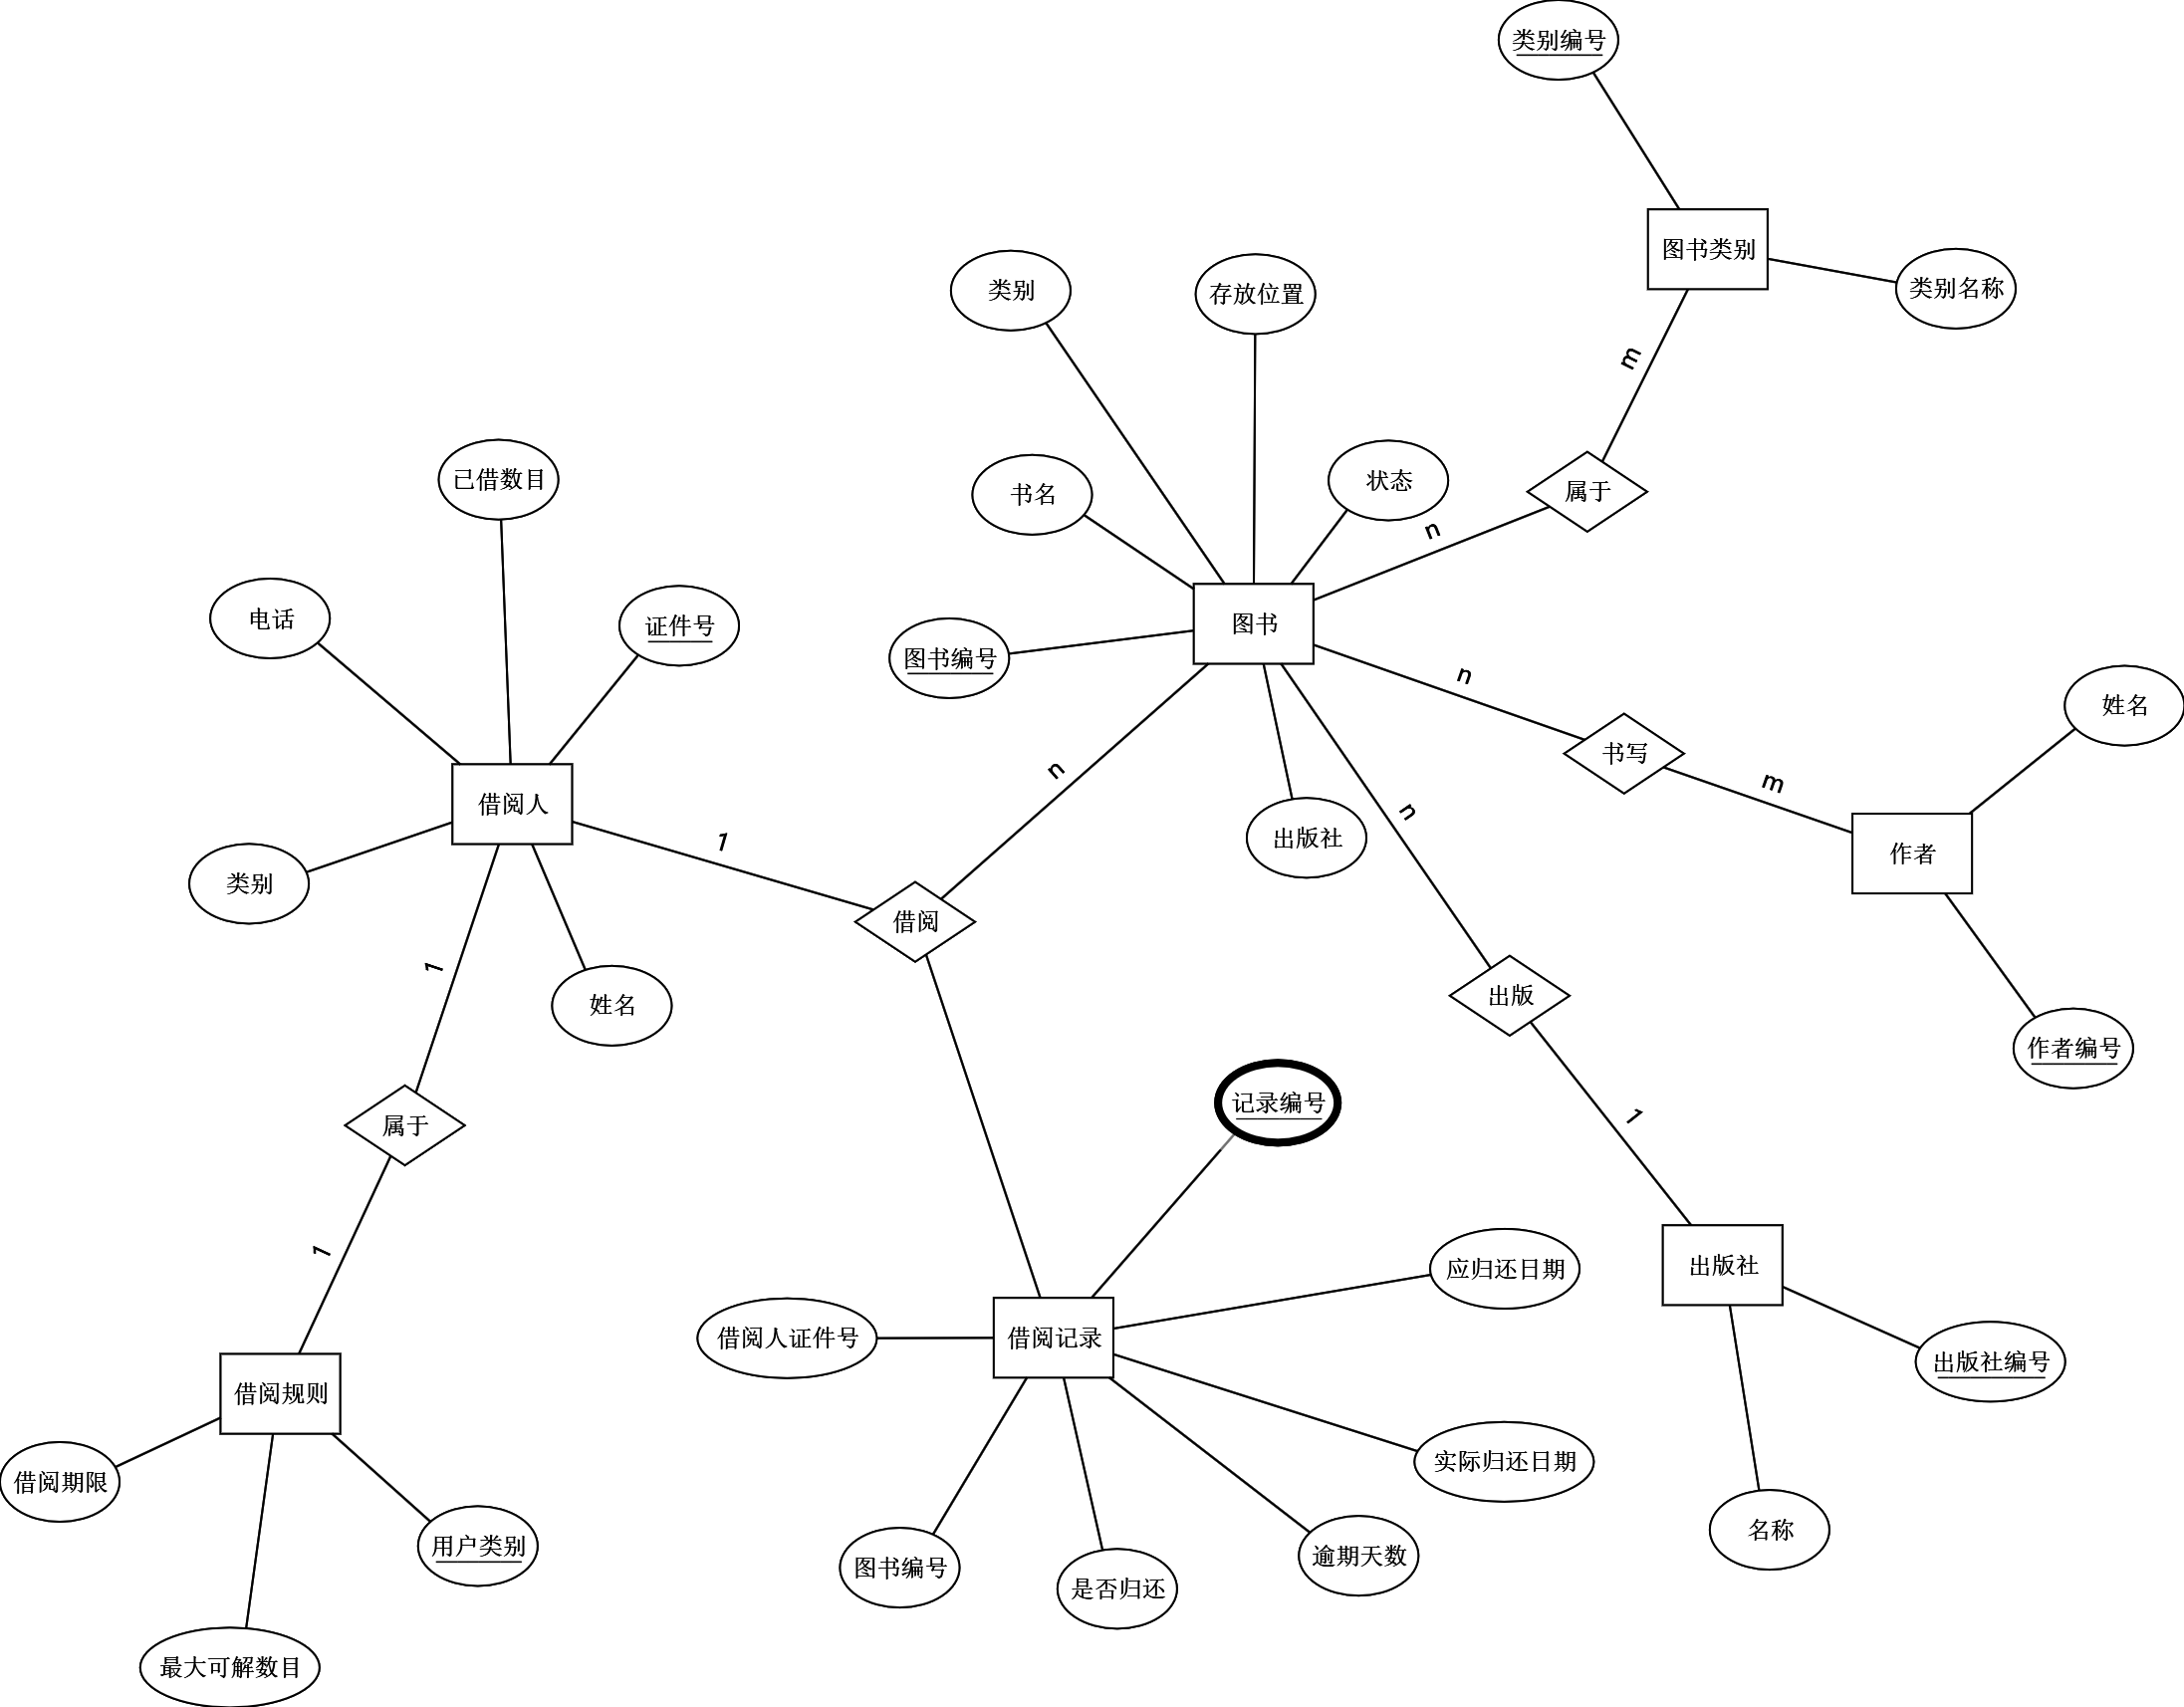 类别编号
图书类别
类别名称
类别
存放位置
m
已借数目
书名
状态
属于
n
电话
证件号
图书
图书编号
n
姓名
书写
n
m
借阅人
1
n
出版社
作者
类别
借阅
1
姓名
出版
作者编号
属于
记录编号
1
1
应归还日期
出版社
借阅人证件号
借阅记录
出版社编号
借阅规则
实际归还日期
借阅期限
名称
用户类别
逾期天数
图书编号
是否归还
最大可解数目